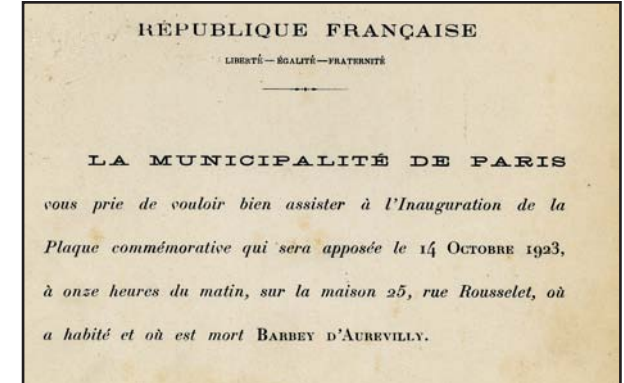 RÉPUBLIQUE FRANÇAISE
LIBERTÉ — ÉGALITÉ — FRATERNITÉ
LA MUNICIPALITÉ DE PARIS
vous prie de vouloir bien assister à l'Inauguration de la
Plaque commémorative qui sera apposée le 14 OCTOBRE 1923,
à onze heures du matin, sur la maison 25, rue Rousselet, où
a habité et où est mort BARBEY D'AUREVILLY.